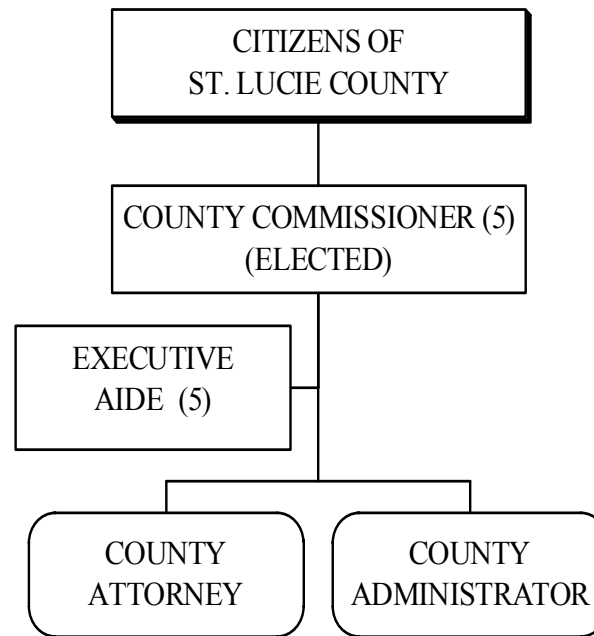 CITIZENS OF
ST. LUCIE COUNTY
COUNTY COMMISSIONER (5)
(ELECTED)
EXECUTIVE
AIDE (5)
COUNTY
ATTORNEY
COUNTY
ADMINISTRATOR